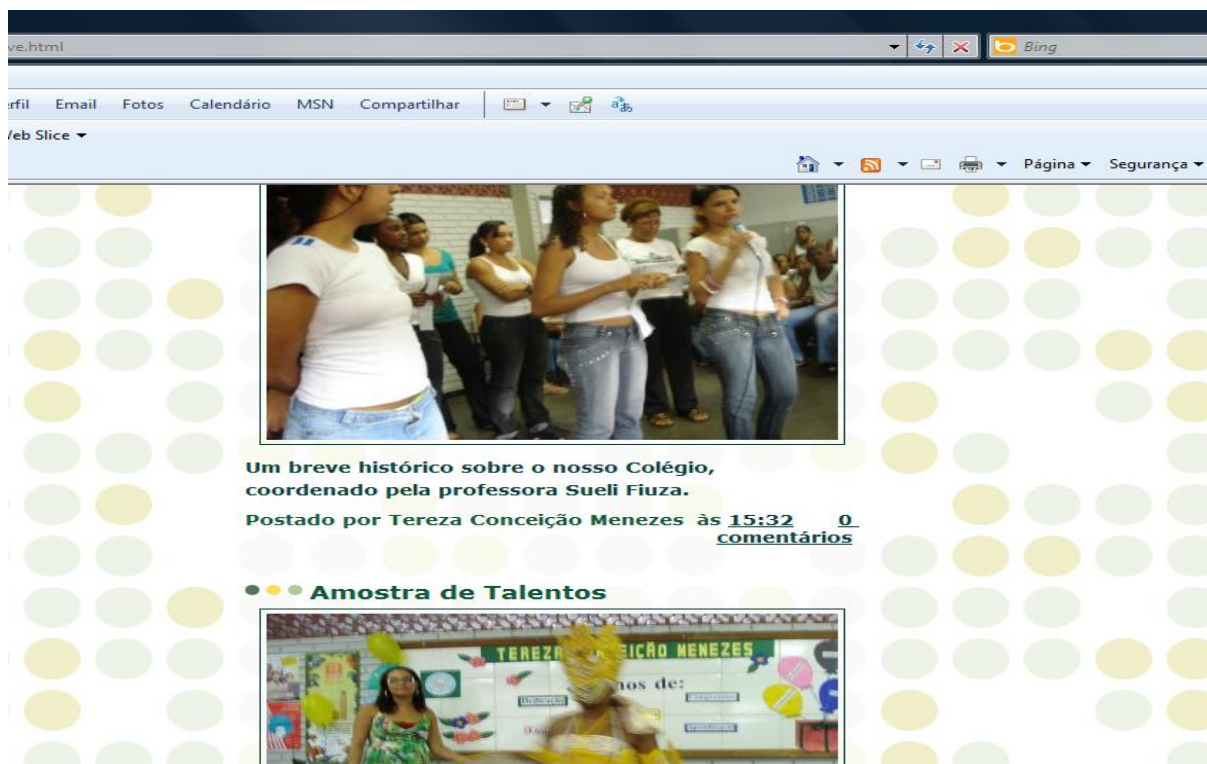 ve.html
Bing
rfil Email Fotos Calendário MSN Compartilhar
Web Slice
Página Segurança
Um breve histórico sobre o nosso Colégio,
coordenado pela professora Sueli Fiuza.
Postado por Tereza Conceição Menezes às 15:32 0
comentários
Amostra de Talentos
TEREZA EIÇÃO MENEZES
nos de:
Dedicação